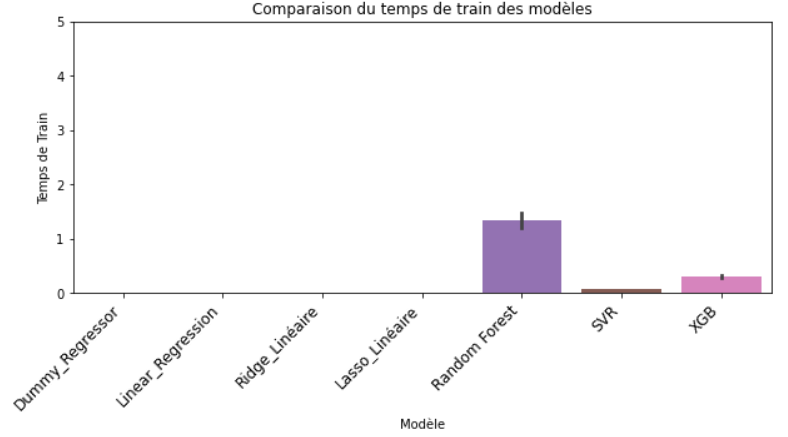 Comparaison du temps de train des modèles
5
4
3
2
1
0
Temps de Train
Dummy_Regressor
Linear_Regression
Ridge_Linéaire
Lasso_Linéaire
Random Forest
SVR
XGB
Modèle